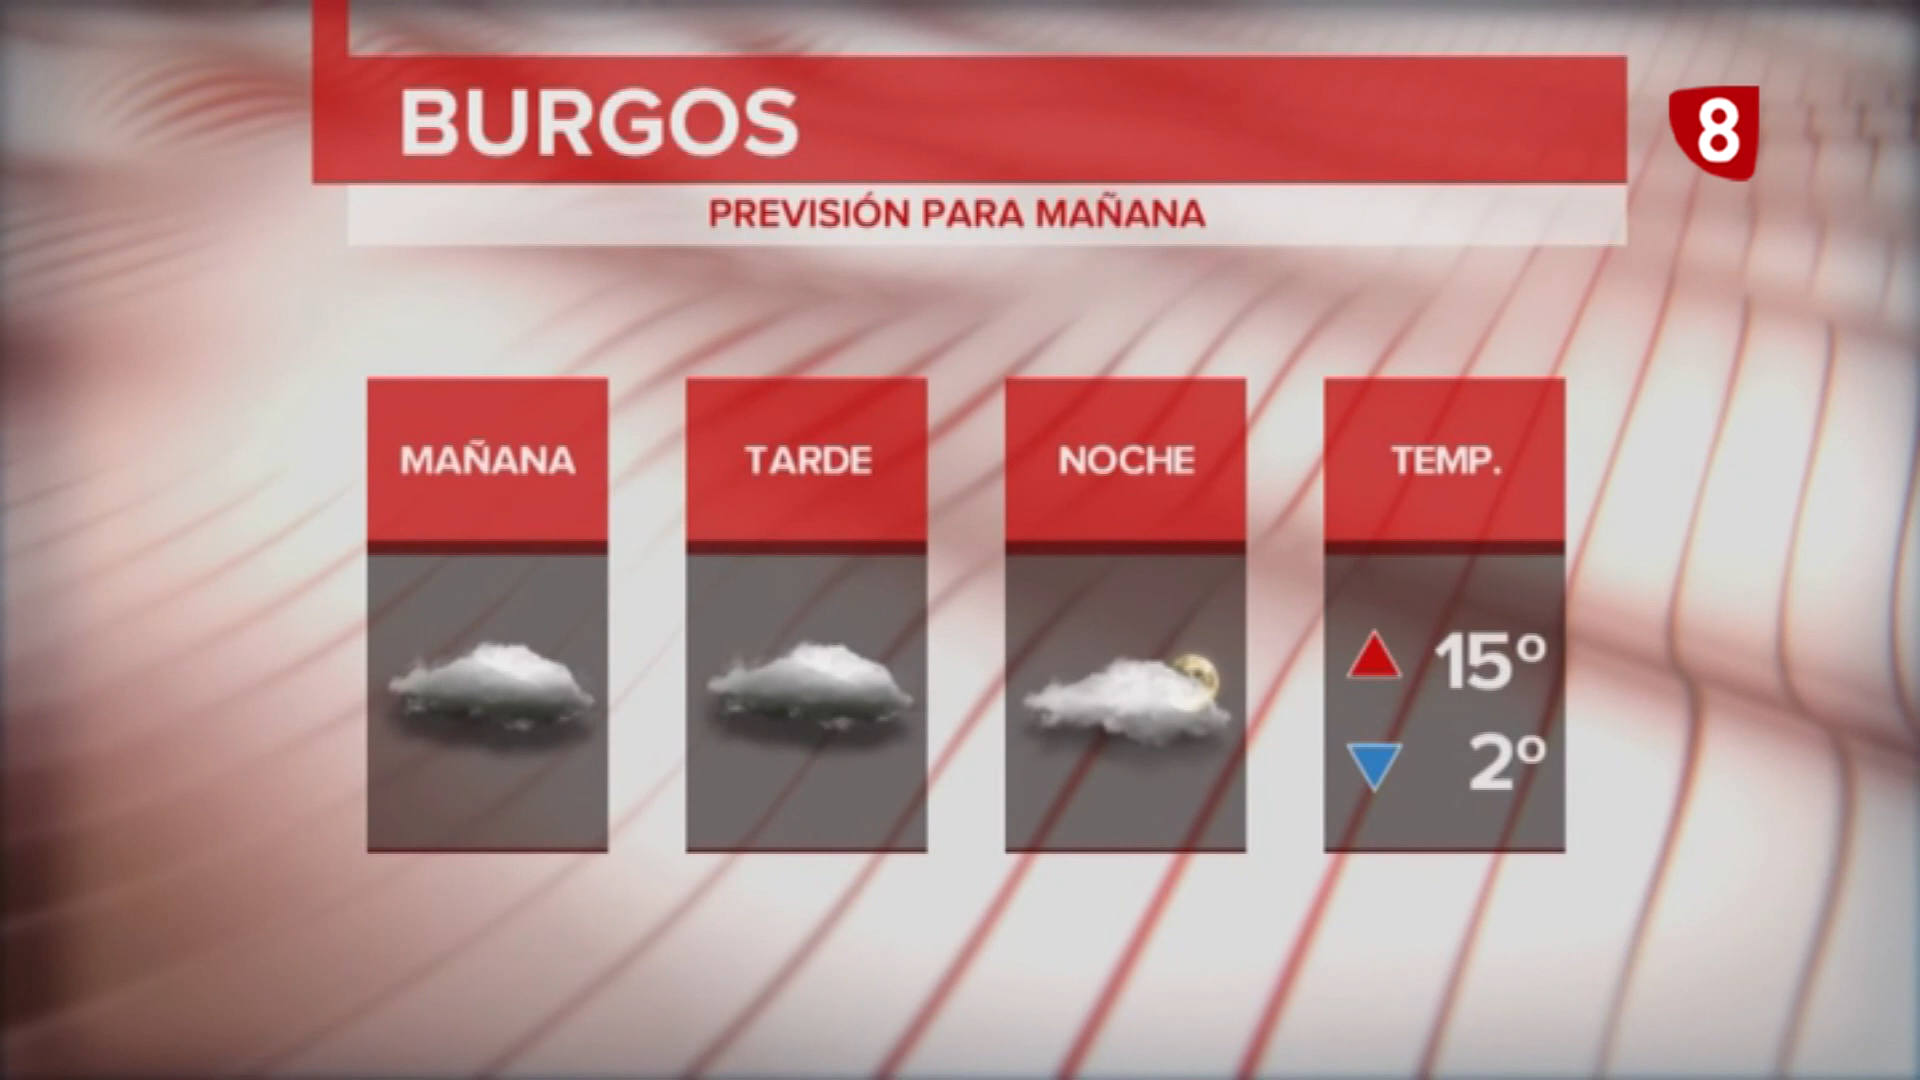 BURGOS
8
PREVISIÓN PARA MAÑANA
MAÑANA
TARDE
NOCHE
TEMP.
15º
2º